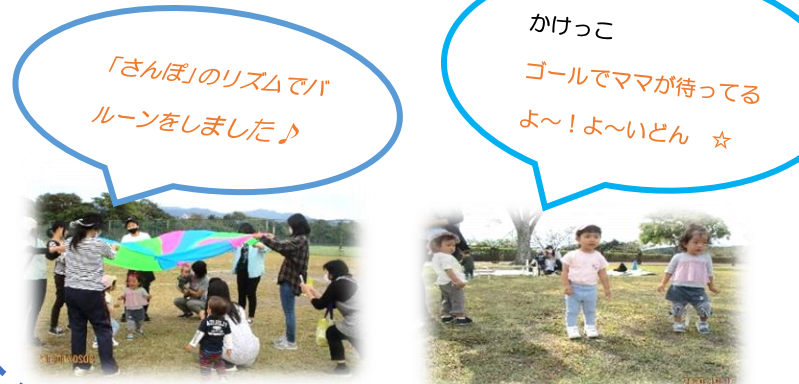 「さんぽ」のリズムでバ
ルーンをしました♪
かけっこ
ゴールでママが待ってる
よ～！よ～いどん　☆